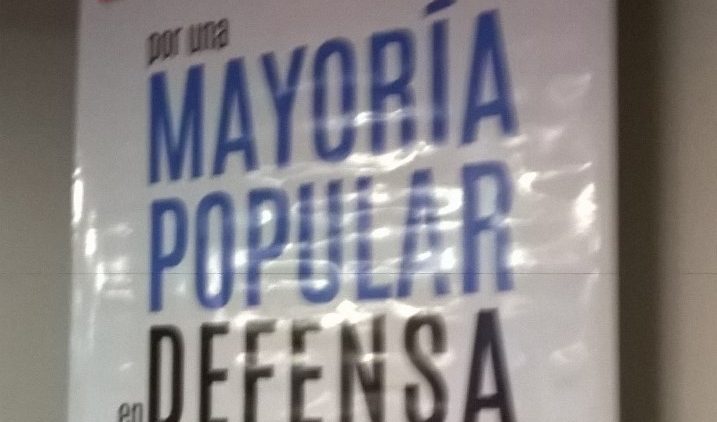 por una
MAYORÍA
POPULAR
en DEFENSA